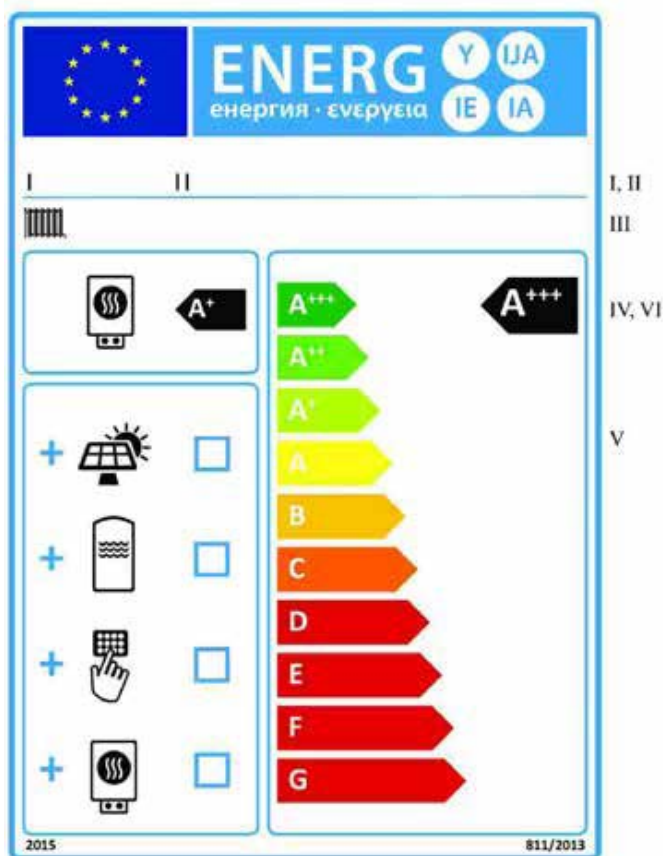 ENERG Y IJA
енергия · ενεργεια IE IA
I II I, II
III
A+ A+++ A+++ IV, VI
A++
A+
A V
B
C
D
E
F
G
2015 811/2013